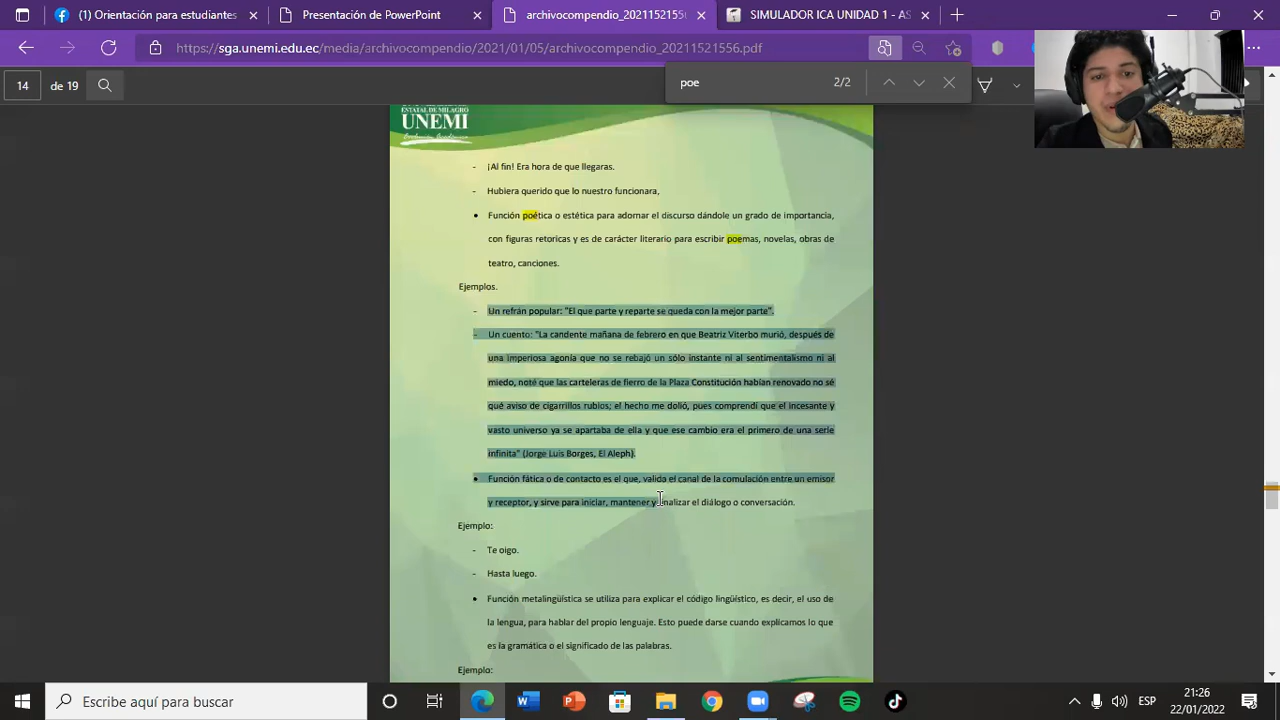 Orientación para estudiantes
2-1152155
SIMULADO UNIDAD 1 - A
https://sga.unemi.edu.ec/media/archivocompendio/2021/01/05/archivocompendio_20211521556.pdf
14 de 19
poe 2/2
ESTATAL DE MILAGRO
UNEMI
- ¡Al fin! Era hora de que llegaras.
- Hubiera querido que lo nuestro funcionara,
• Función poética o estética para adornar el discurso dándole un grado de importancia,
con figuras retoricas y es de carácter literario para escribir poemas, novelas, obras de
teatro, canciones.
Ejemplos.
- Un refrán popular: "El que parte y reparte se queda con la mejor parte".
- Un cuento: "La candente mañana de febrero en que Beatriz Viterbo murió, después de
una imperiosa agonía que no se rebajó un sólo instante ni al sentimentalismo ni al
miedo, noté que las carteleras de fierro de la Plaza Constitución habían renovado no sé
qué aviso de cigarrillos rubios; el hecho me dolió, pues comprendí que el incesante y
vasto universo ya se apartaba de ella y que ese cambio era el primero de una serie
infinita" (Jorge Luis Borges, El Aleph).
• Función fática o de contacto es el que, valida el canal de la comulación entre un emisor
y receptor, y sirve para iniciar, mantener y finalizar el diálogo o conversación.
Ejemplo:
- Te oigo.
- Hasta luego.
• Función metalingüística se utiliza para explicar el código lingüístico, es decir, el uso de
la lengua, para hablar del propio lenguaje. Esto puede darse cuando explicamos lo que
es la gramática o el significado de las palabras.
Ejemplo:
Escribe aquí para buscar
ESP
21:26
22/01/2022